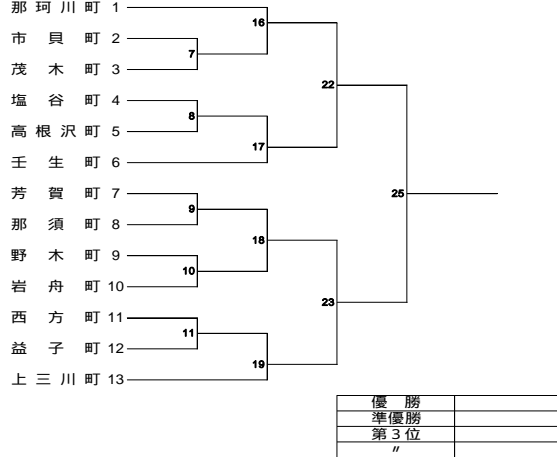 那珂川町 1
16
市貝町 2
7
茂木町 3
22
塩谷町 4
8
高根沢町 5
17
壬生町 6
25
芳賀町 7
9
那須町 8
18
野木町 9
10
岩舟町 10
23
西方町 11
11
益子町 12
19
上三川町 13
優勝
準優勝
第３位
〃